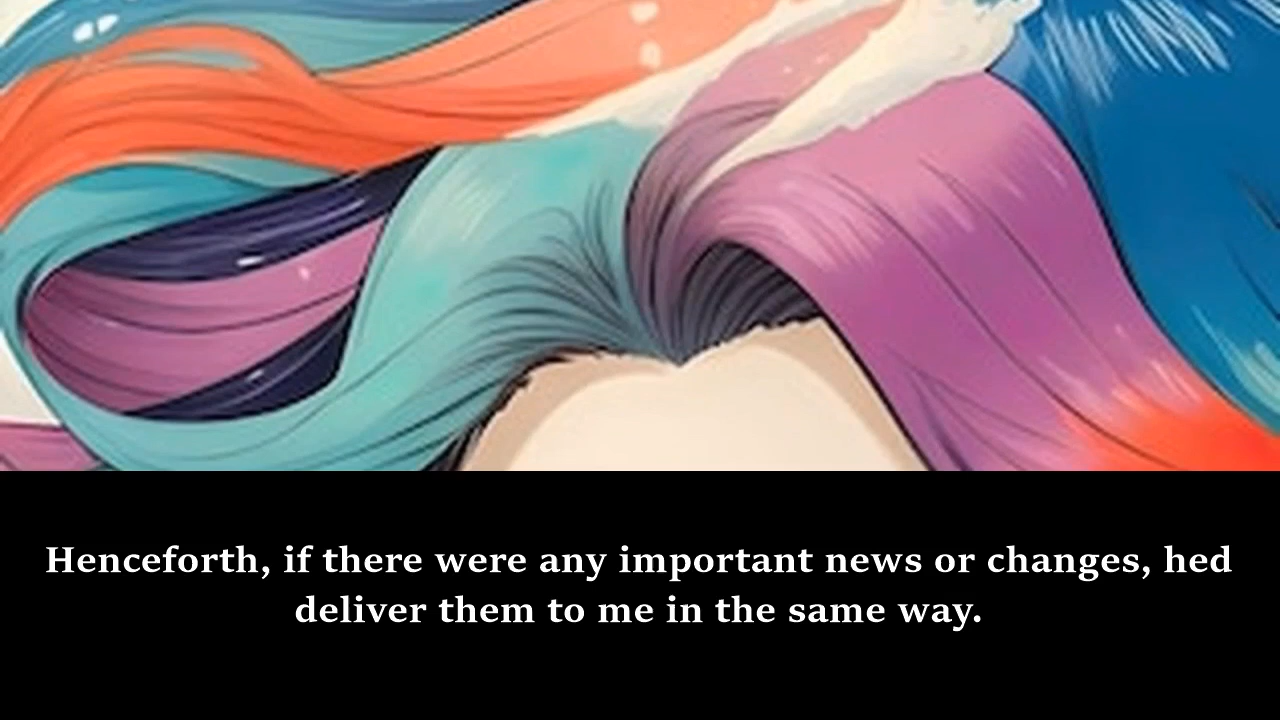 Henceforth, if there were any important news or changes, hed
deliver them to me in the same way.